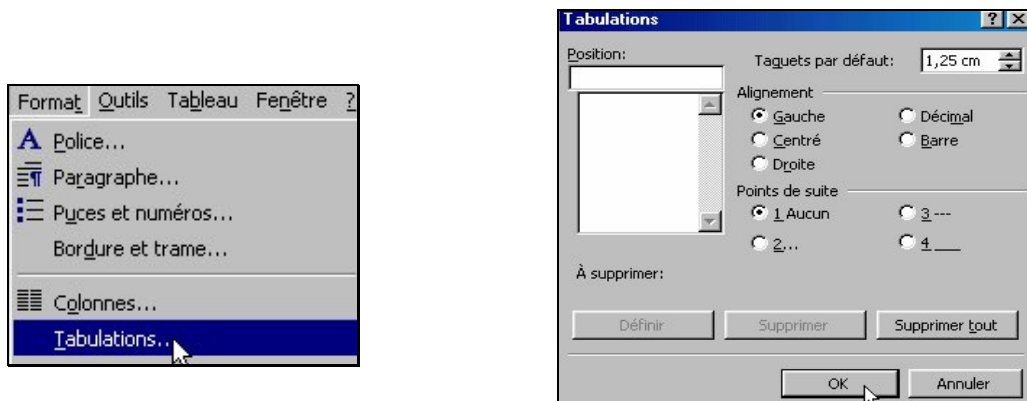 Format Outils Tableau Fenêtre ?
A Police...
Paragraphe...
Puces et numéros...
Bordure et trame...
Colonnes...
Tabulations...
Tabulations ? ×
Position: Taquets par défaut: 1,25 cm
Alignement
Gauche Décimal
Centré Barre
Droite
Points de suite
1 Aucun 3 ---
2... 4 ___
À supprimer:
Définir Supprimer Supprimer tout
OK Annuler